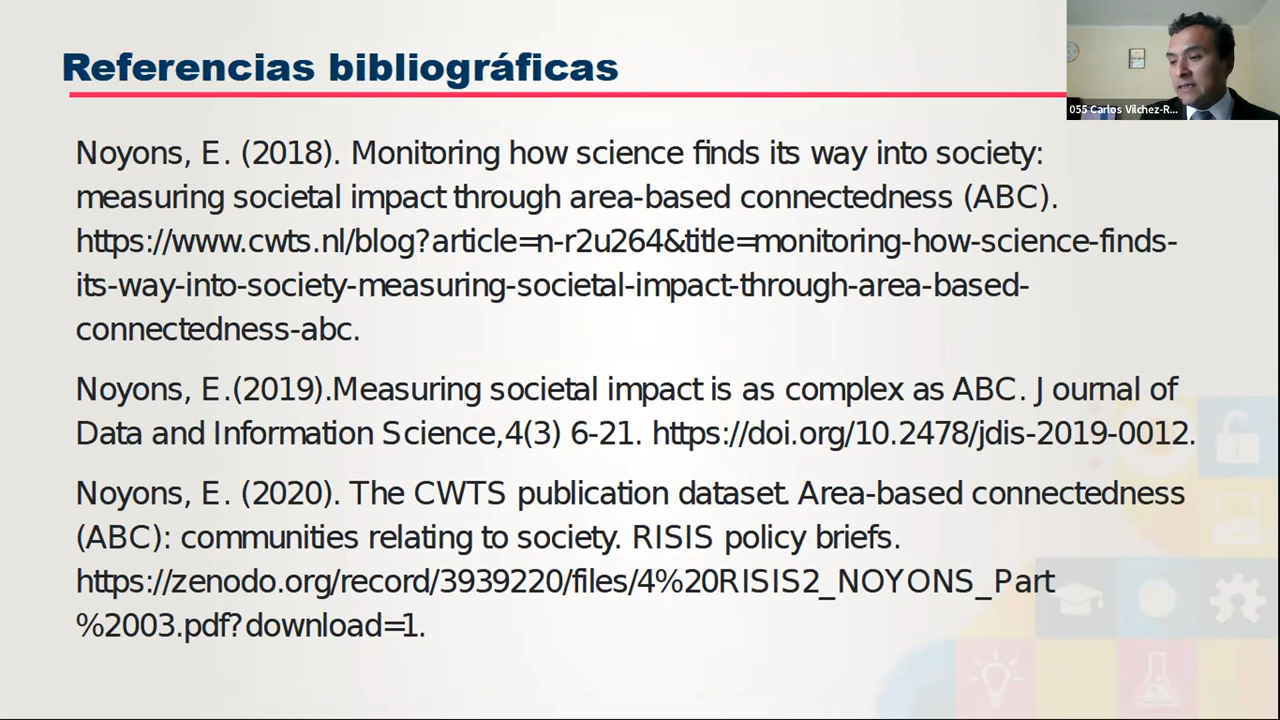 Referencias bibliográficas
055 Carlos Vilchez-R...
Noyons, E. (2018). Monitoring how science finds its way into society:
measuring societal impact through area-based connectedness (ABC).
https://www.cwts.nl/blog?article=n-r2u264&title=monitoring-how-science-finds-
its-way-into-society-measuring-societal-impact-through-area-based-
connectedness-abc.
Noyons, E.(2019).Measuring societal impact is as complex as ABC. Journal of
Data and Information Science,4(3) 6-21. https://doi.org/10.2478/jdis-2019-0012.
Noyons, E. (2020). The CWTS publication dataset. Area-based connectedness
(ABC): communities relating to society. RISIS policy briefs.
https://zenodo.org/record/3939220/files/4%20RISIS2_NOYONS_Part
%2003.pdf?download=1.